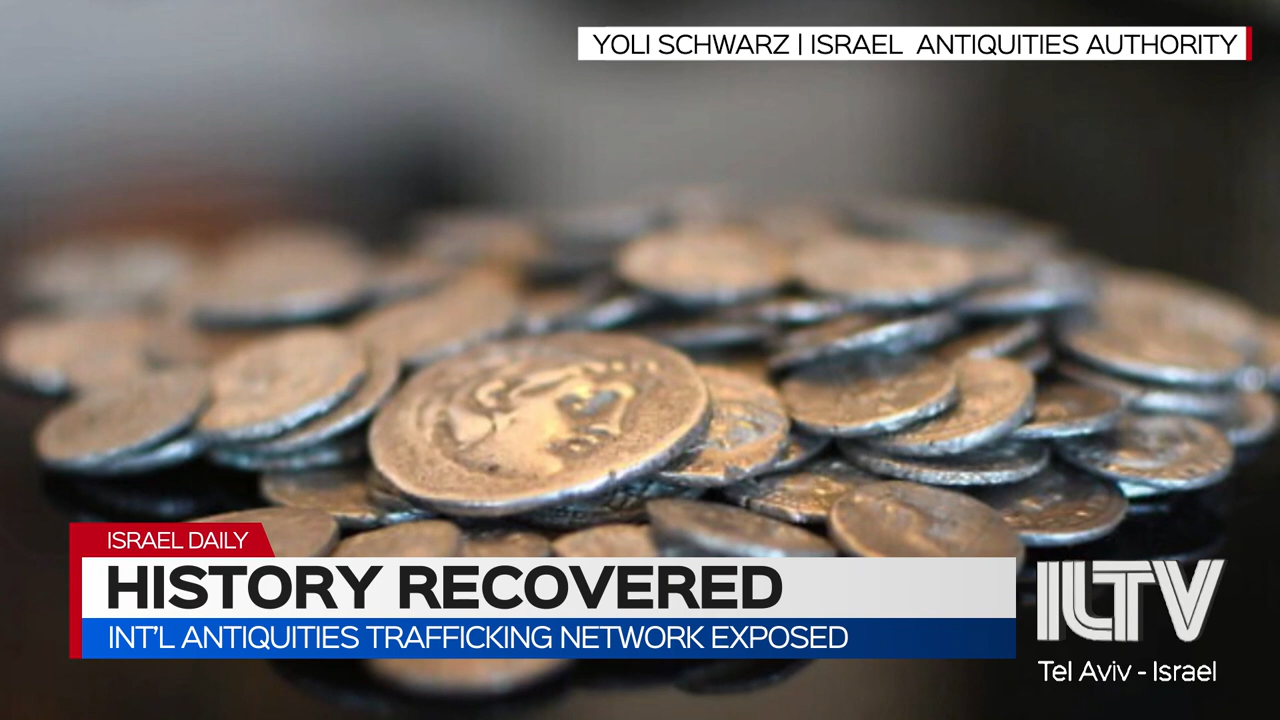 YOLI SCHWARZ | ISRAEL ANTIQUITIES AUTHORITY
ISRAEL DAILY
HISTORY RECOVERED
INT'L ANTIQUITIES TRAFFICKING NETWORK EXPOSED
ILTV
Tel Aviv - Israel